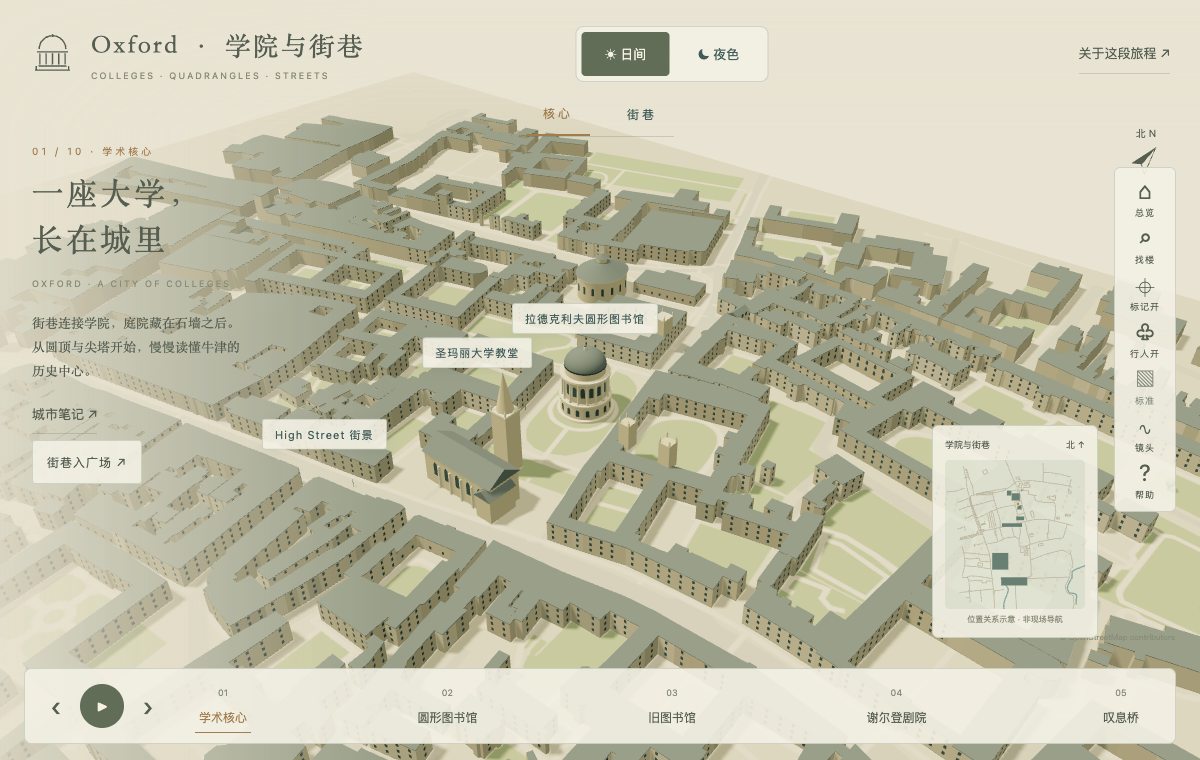 Oxford · 学院与街巷
COLLEGES · QUADRANGLES · STREETS
日间
夜色
关于这段旅程
核心
街巷
01 / 10 · 学术核心
一座大学，
长在城里
OXFORD · A CITY OF COLLEGES
街巷连接学院，庭院藏在石墙之后。
从圆顶与尖塔开始，慢慢读懂牛津的
历史中心。
城市笔记
街巷入广场
拉德克利夫圆形图书馆
圣玛丽大学教堂
High Street 街景
北 N
总览
找楼
标记开
行人开
标准
镜头
?
帮助
学院与街巷
北 ↑
位置关系示意 · 非现场导航
OpenStreetMap contributors
01
学术核心
02
圆形图书馆
03
旧图书馆
04
谢尔登剧院
05
叹息桥